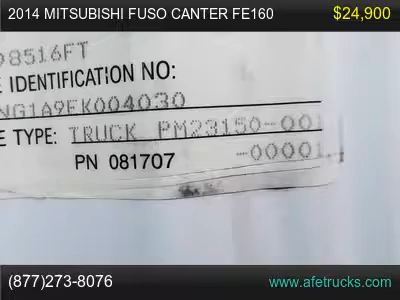 2014 MITSUBISHI FUSO CANTER FE160 $24,900
98516FT
E IDENTIFICATION NO:
NG1A9EK004030
E TYPE: TRUCK PM23150-001
PN 081707 -00001
(877)273-8076 www.afetrucks.com